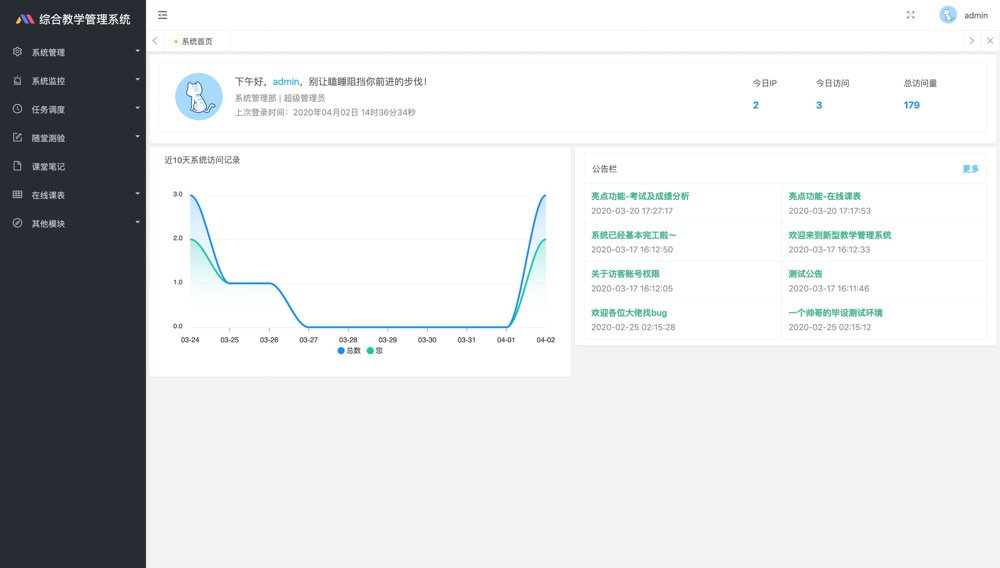 综合教学管理系统
admin
系统管理
系统监控
任务调度
随堂测验
课堂笔记
在线课表
其他模块
系统首页
下午好，admin，别让瞌睡阻挡你前进的步伐！
系统管理部 | 超级管理员
上次登录时间：2020年04月02日 14时36分34秒
今日IP 今日访问 总访问量
2 3 179
近10天系统访问记录
3.0
2.0
1.0
0.0
03-24 03-25 03-26 03-27 03-28 03-29 03-30 03-31 04-01 04-02
总数 您
公告栏 更多
亮点功能-考试及成绩分析 亮点功能-在线课表
2020-03-20 17:27:17 2020-03-20 17:17:53
系统已经基本完工啦～ 欢迎来到新型教学管理系统
2020-03-17 16:12:50 2020-03-17 16:12:33
关于访客账号权限 测试公告
2020-03-17 16:12:05 2020-03-17 16:11:46
欢迎各位大佬找bug 一个帅哥的毕设测试环境
2020-02-25 02:15:28 2020-02-25 02:15:12